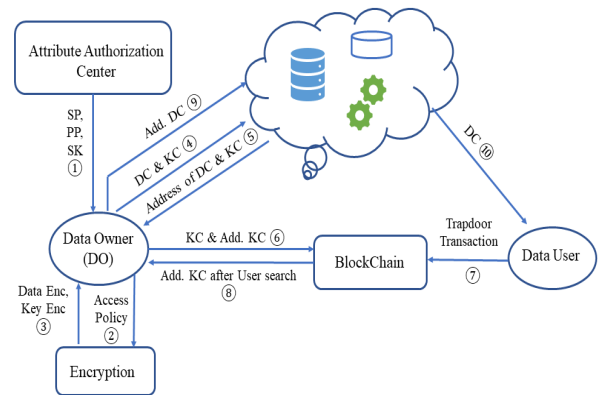 Attribute Authorization
Center
SP,
PP,
SK
①
Add. DC ⑨
DC & KC ④
Address of DC & KC ⑤
DC ⑩
Data Owner
(DO)
KC & Add. KC ⑥
Add. KC after User search
⑧
BlockChain
Trapdoor
Transaction
⑦
Data User
Data Enc,
Key Enc
③
Access
Policy
②
Encryption